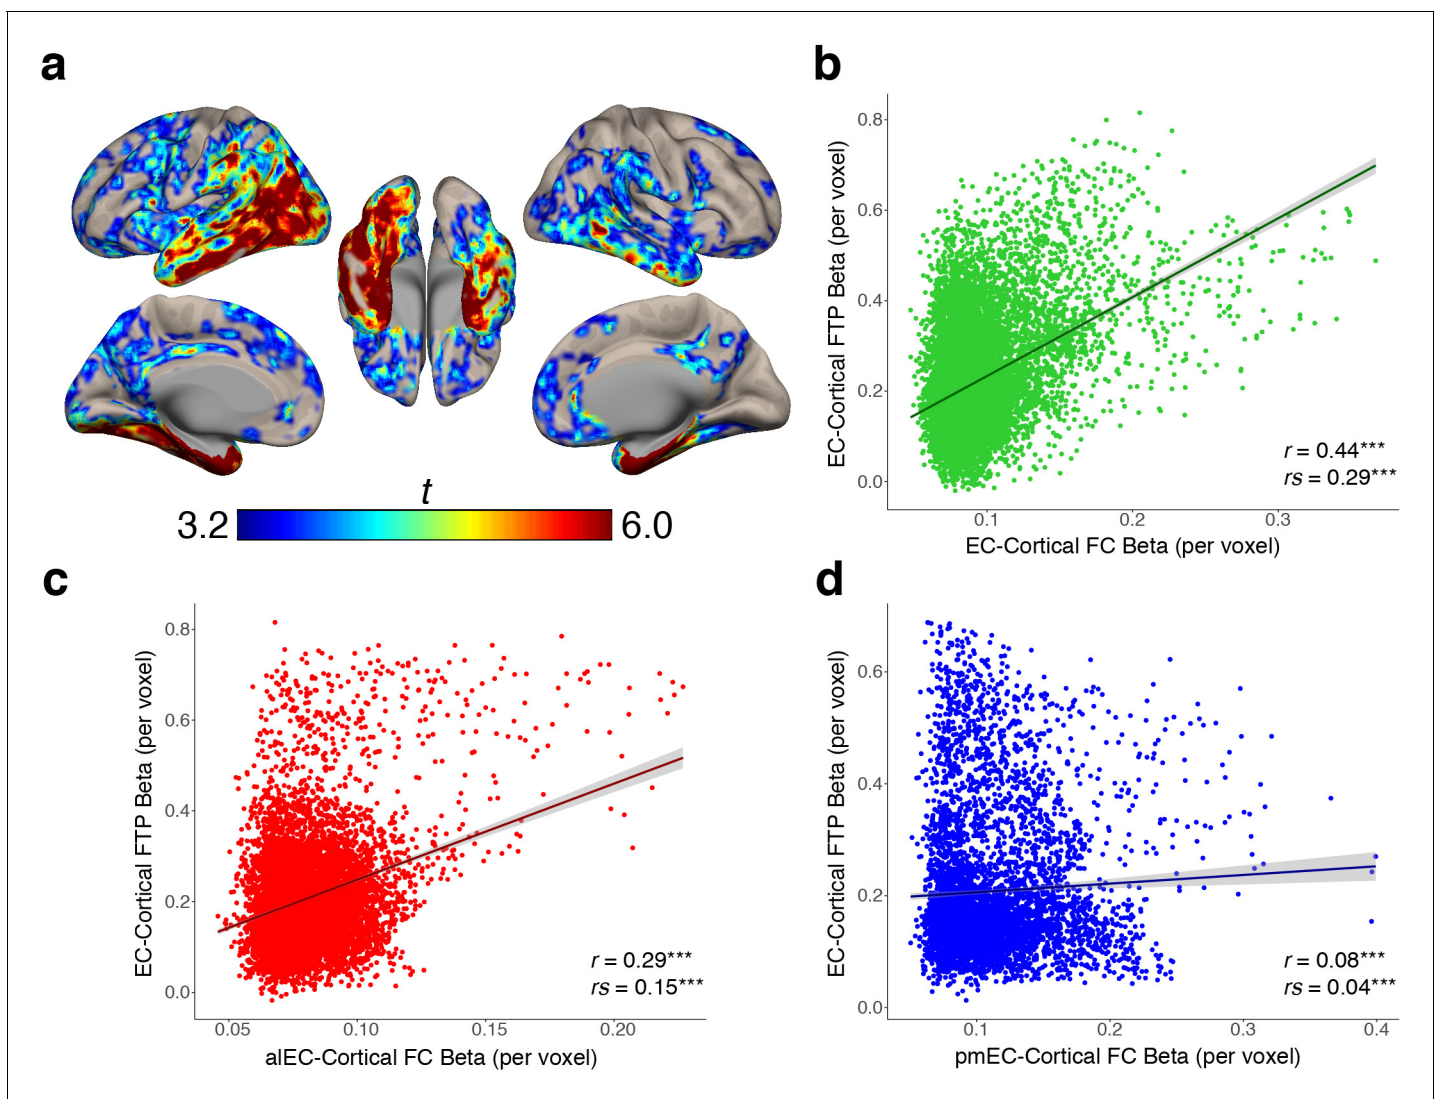 a
t
3.2
6.0
b
EC-Cortical FTP Beta (per voxel)
0.8
0.6
0.4
0.2
0.0
r = 0.44***
rs = 0.29***
0.1 0.2 0.3
EC-Cortical FC Beta (per voxel)
c
EC-Cortical FTP Beta (per voxel)
0.8
0.6
0.4
0.2
0.0
r = 0.29***
rs = 0.15***
0.05 0.10 0.15 0.20
alEC-Cortical FC Beta (per voxel)
d
EC-Cortical FTP Beta (per voxel)
0.6
0.4
0.2
0.0
r = 0.08***
rs = 0.04***
0.1 0.2 0.3 0.4
pmEC-Cortical FC Beta (per voxel)